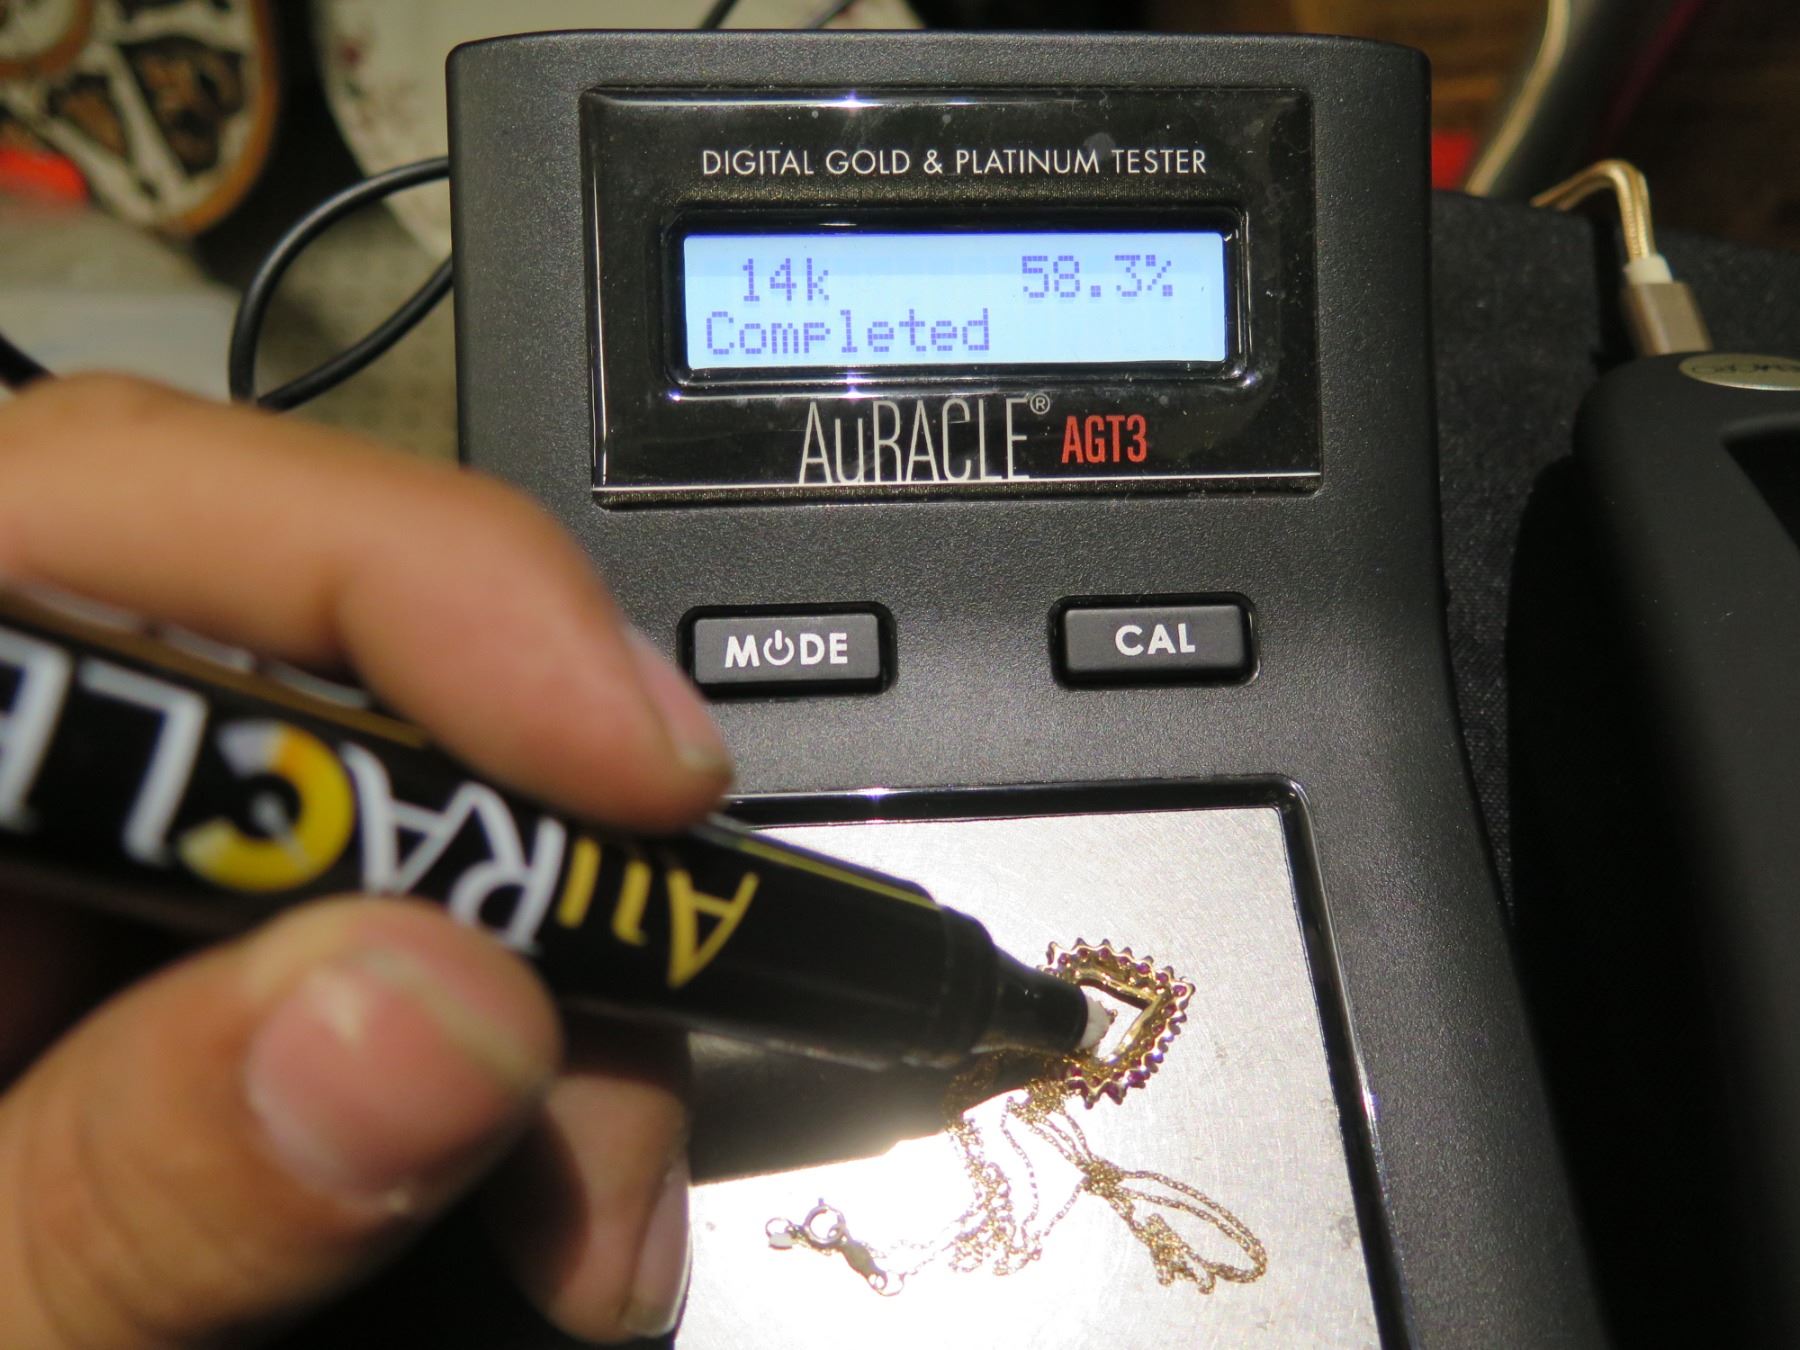 DIGITAL GOLD & PLATINUM TESTER
14k 58.3%
Completed
AuRACLE® AGT3
MODE CAL
AuRACLE